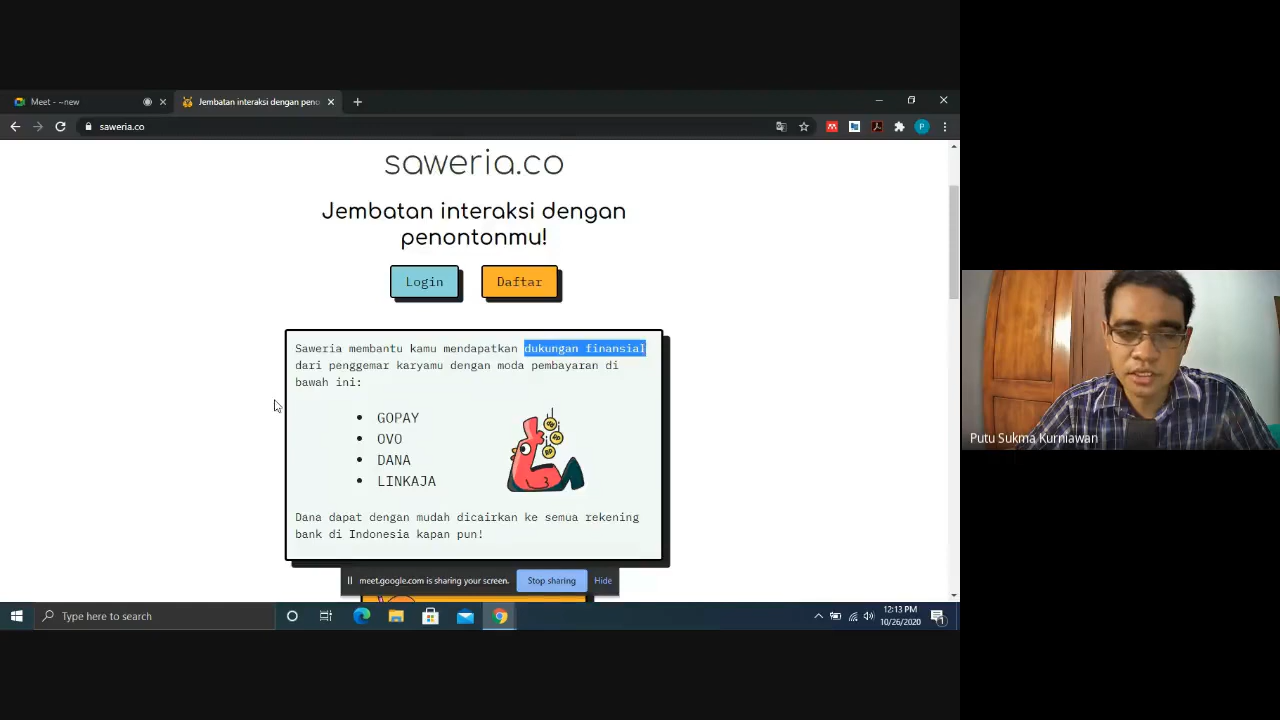 Meet - ~new
Jembatan interaksi dengan peno
saweria.co
saweria.co
Jembatan interaksi dengan
penontonmu!
Login
Daftar
Saweria membantu kamu mendapatkan dukungan finansial
dari penggemar karyamu dengan moda pembayaran di
bawah ini:
GOPAY
OVO
DANA
LINKAJA
Dana dapat dengan mudah dicairkan ke semua rekening
bank di Indonesia kapan pun!
meet.google.com is sharing your screen.
Stop sharing
Hide
Type here to search
12:13 PM
10/26/2020
Putu Sukma Kurniawan